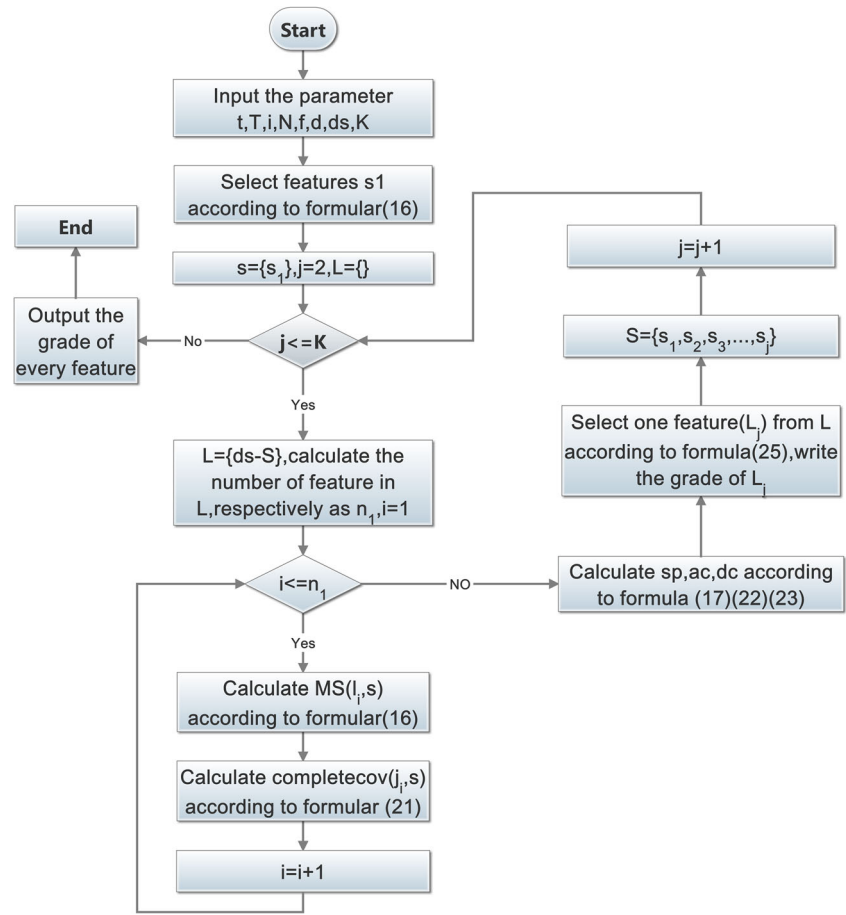 Start
Input the parameter
t,T,i,N,f,d,ds,K
Select features s1
according to formular(16)
s={s₁},j=2,L={}
j<=K
No
Output the
grade of
every feature
End
Yes
L={ds-S},calculate the
number of feature in
L,respectively as n₁,i=1
i<=n₁
Yes
Calculate MS(lᵢ,s)
according to formular(16)
Calculate completecov(jᵢ,s)
according to formular (21)
i=i+1
NO
Calculate sp,ac,dc according
to formula (17)(22)(23)
Select one feature(Lⱼ) from L
according to formula(25),write
the grade of Lⱼ
S={s₁,s₂,s₃,...,sⱼ}
j=j+1